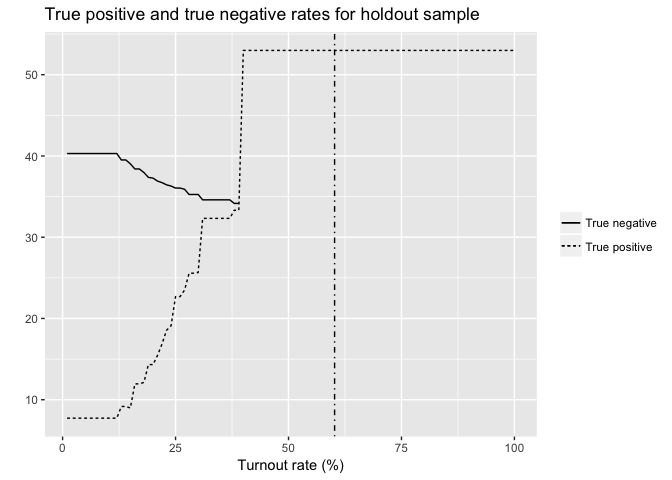 True positive and true negative rates for holdout sample
50
40
30
20
10
0
25
50
75
100
Turnout rate (%)
True negative
True positive